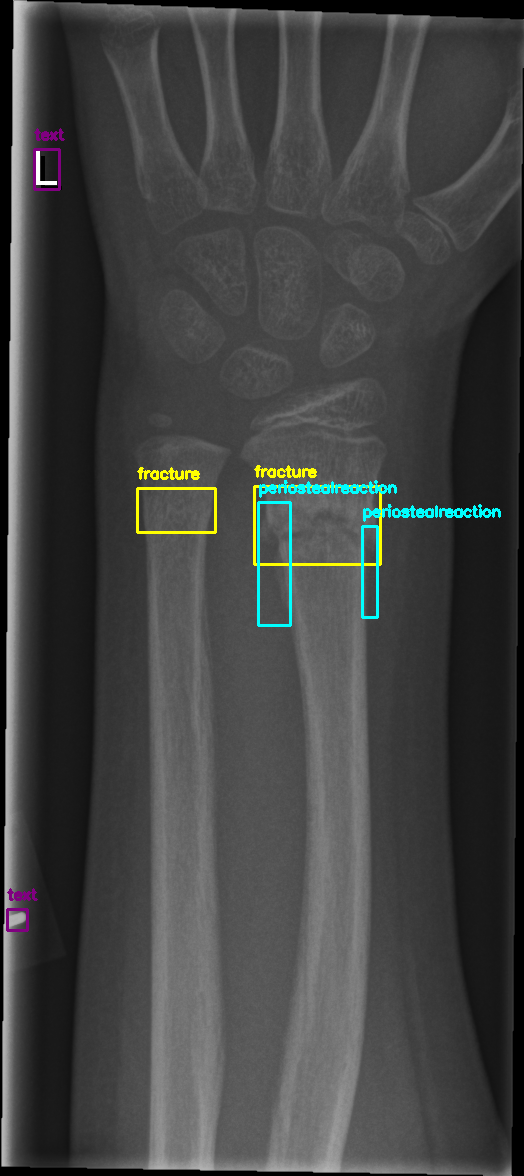 text
L
fracture
fracture
periostealreaction
periostealreaction
text